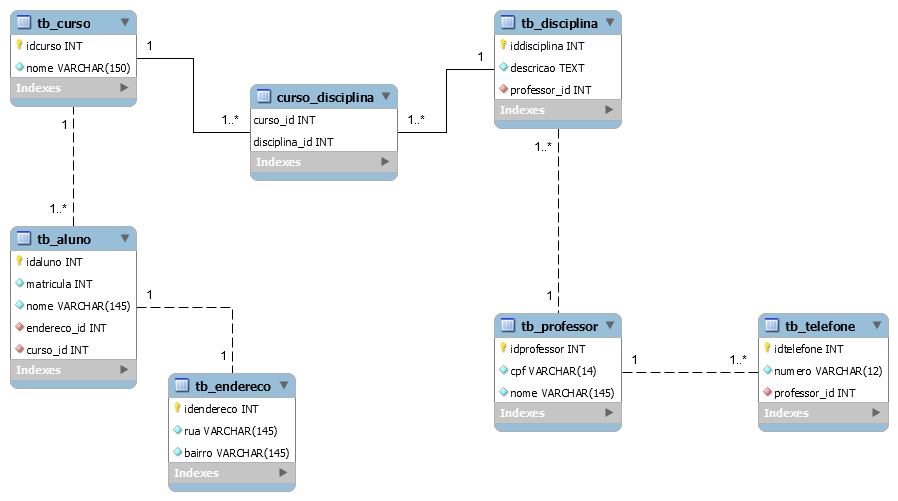 tb_curso
idcurso INT
nome VARCHAR(150)
Indexes
1
1..*
curso_disciplina
curso_id INT
disciplina_id INT
Indexes
1..*
1
tb_disciplina
iddisciplina INT
descricao TEXT
professor_id INT
Indexes
1
1..*
tb_aluno
idaluno INT
matricula INT
nome VARCHAR(145)
endereco_id INT
curso_id INT
Indexes
1
1
tb_endereco
idendereco INT
rua VARCHAR(145)
bairro VARCHAR(145)
Indexes
1..*
1
tb_professor
idprofessor INT
cpf VARCHAR(14)
nome VARCHAR(145)
Indexes
1
1..*
tb_telefone
idtelefone INT
numero VARCHAR(12)
professor_id INT
Indexes